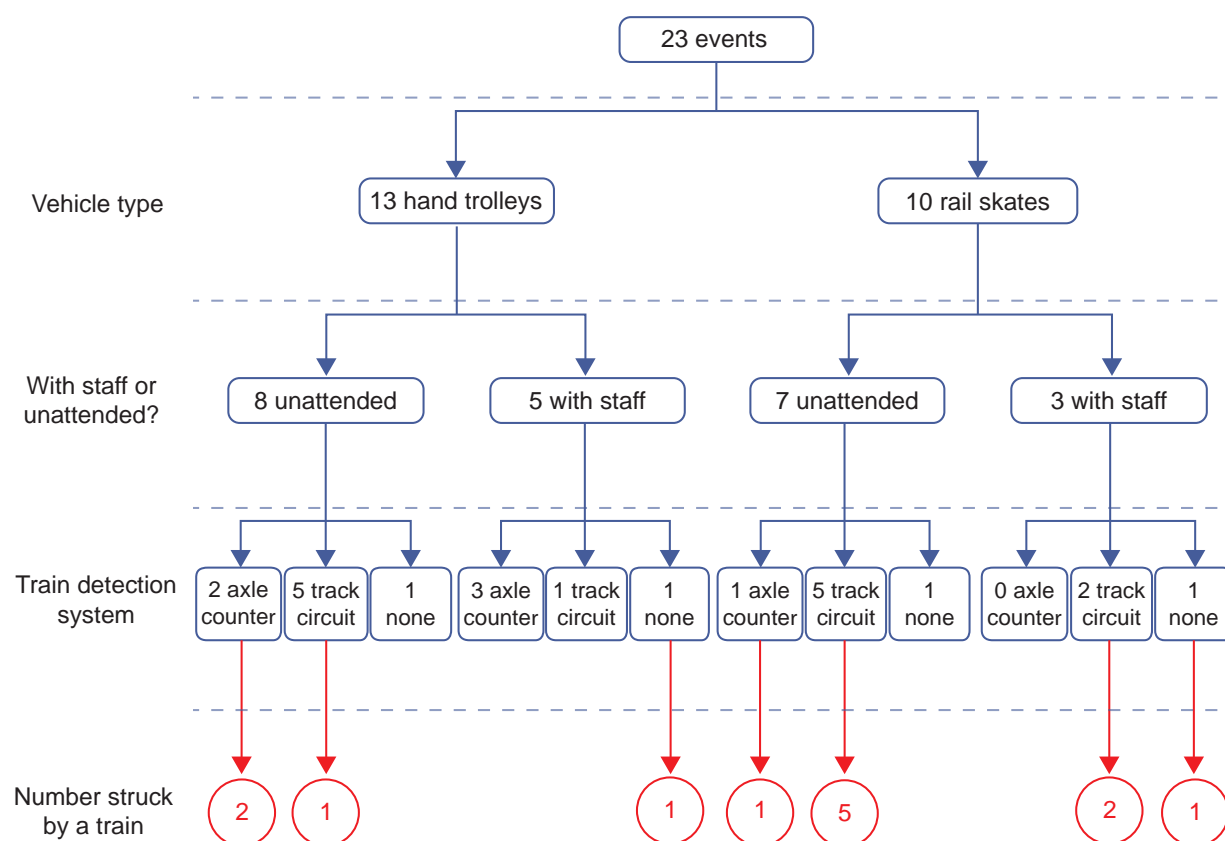 23 events
Vehicle type
13 hand trolleys
10 rail skates
With staff or
unattended?
8 unattended
5 with staff
7 unattended
3 with staff
Train detection
system
2 axle
counter
5 track
circuit
1
none
3 axle
counter
1 track
circuit
1
none
1 axle
counter
5 track
circuit
1
none
0 axle
counter
2 track
circuit
1
none
Number struck
by a train
2
1
1
1
5
2
1